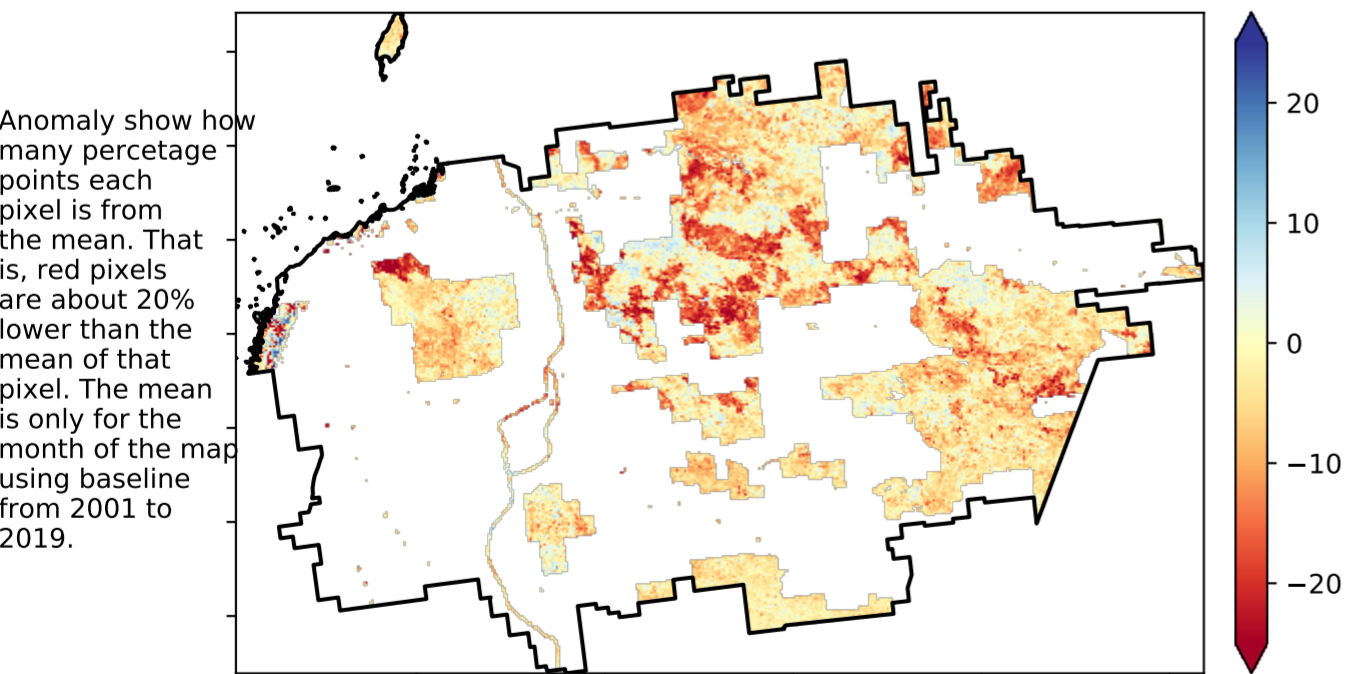 Anomaly show how
many percetage
points each
pixel is from
the mean. That
is, red pixels
are about 20%
lower than the
mean of that
pixel. The mean
is only for the
month of the map
using baseline
from 2001 to
2019.
20
10
0
−10
−20